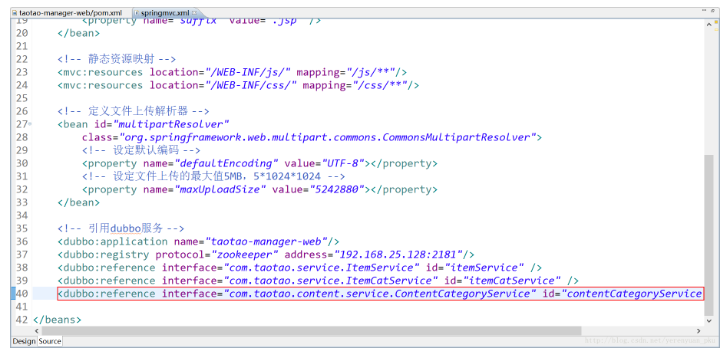 taotao-manager-web/pom.xml springmvc.xml
19 <property name="suffix" value=".jsp" />
20 </bean>
21
22 <!-- 静态资源映射 -->
23 <mvc:resources location="/WEB-INF/js/" mapping="/js/**"/>
24 <mvc:resources location="/WEB-INF/css/" mapping="/css/**"/>
25
26 <!-- 定义文件上传解析器 -->
27 <bean id="multipartResolver"
28 class="org.springframework.web.multipart.commons.CommonsMultipartResolver">
29 <!-- 设定默认编码 -->
30 <property name="defaultEncoding" value="UTF-8"></property>
31 <!-- 设定文件上传的最大值5MB，5*1024*1024 -->
32 <property name="maxUploadSize" value="5242880"></property>
33 </bean>
34
35 <!-- 引用dubbo服务 -->
36 <dubbo:application name="taotao-manager-web"/>
37 <dubbo:registry protocol="zookeeper" address="192.168.25.128:2181"/>
38 <dubbo:reference interface="com.taotao.service.ItemService" id="itemService" />
39 <dubbo:reference interface="com.taotao.service.ItemCatService" id="itemCatService" />
40 <dubbo:reference interface="com.taotao.content.service.ContentCategoryService" id="contentCategoryService
41
42 </beans>
Design Source